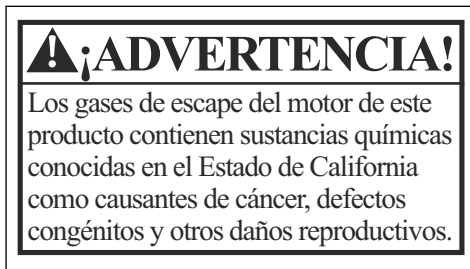 ¡ADVERTENCIA!
Los gases de escape del motor de este
producto contienen sustancias químicas
conocidas en el Estado de California
como causantes de cáncer, defectos
congénitos y otros daños reproductivos.